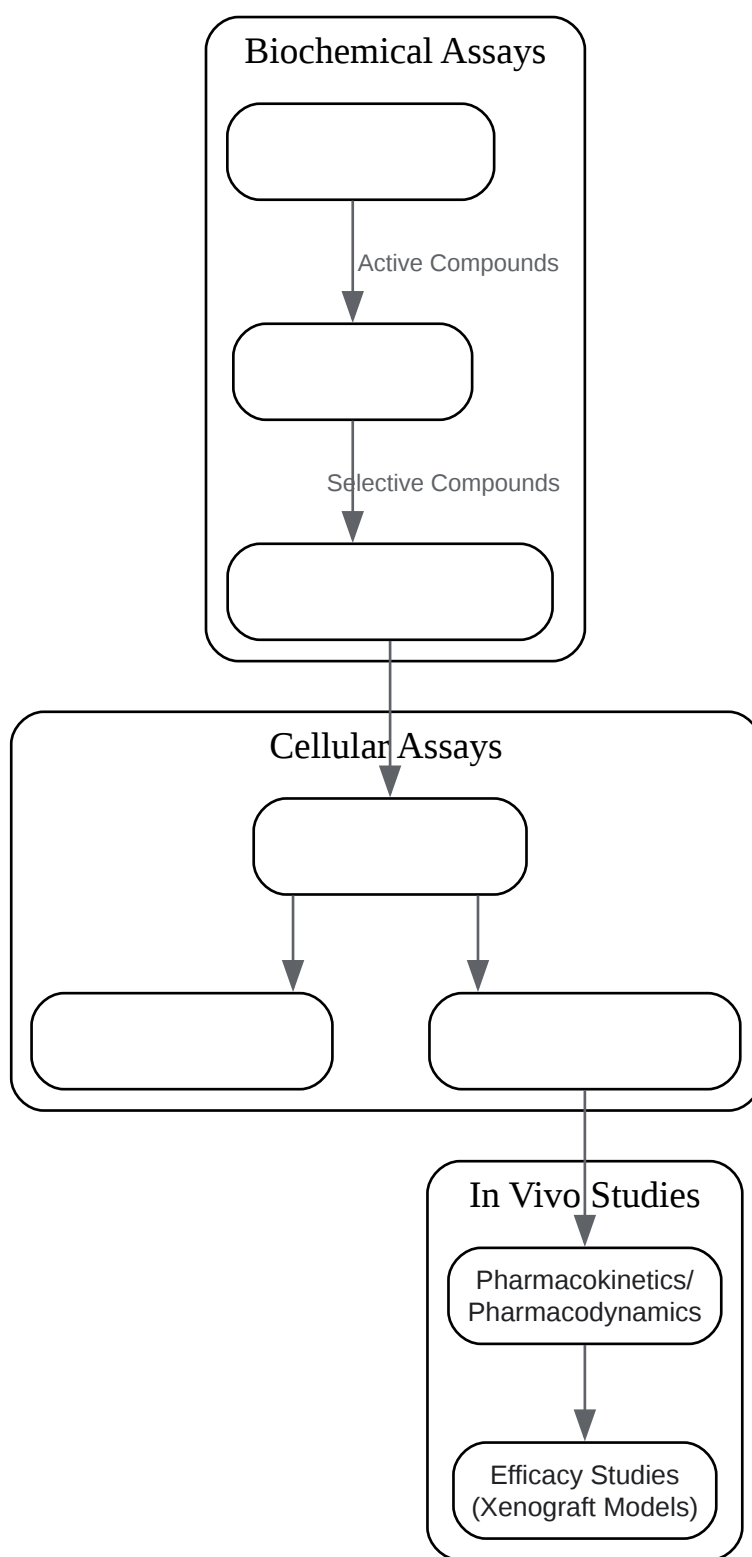 Biochemical Assays
Active Compounds
Selective Compounds
Cellular Assays
In Vivo Studies
Pharmacokinetics/
Pharmacodynamics
Efficacy Studies
(Xenograft Models)